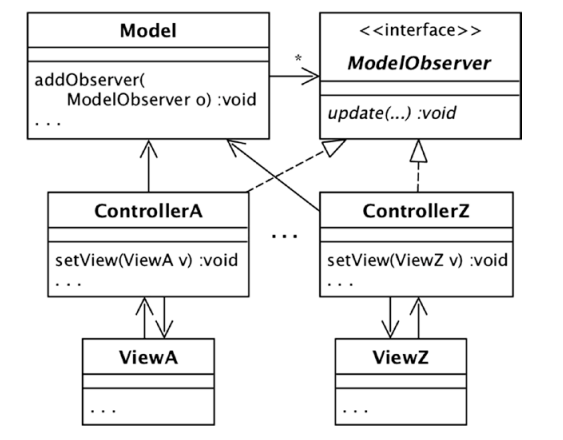 Model
addObserver(
ModelObserver o) :void
. . .
*
<<interface>>
ModelObserver
update(...) :void
ControllerA
setView(ViewA v) :void
. . .
. . .
ControllerZ
setView(ViewZ v) :void
. . .
ViewA
. . .
ViewZ
. . .